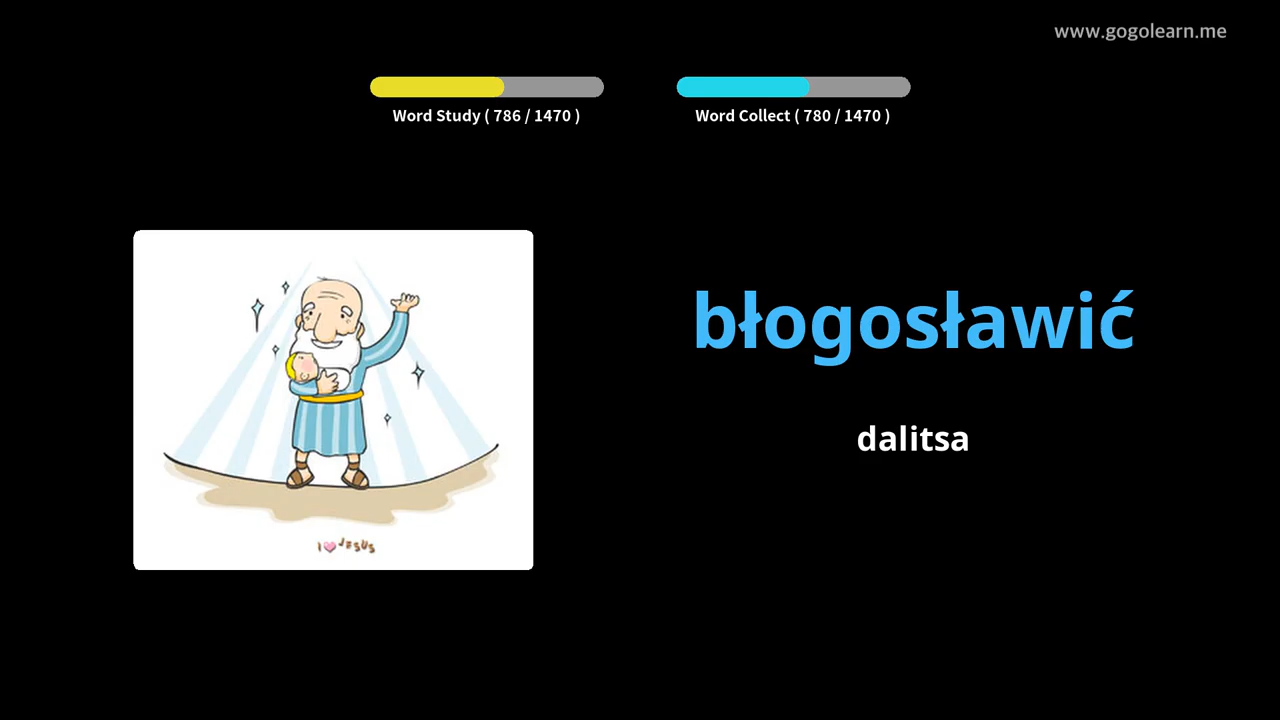 www.gogolearn.me
Word Study ( 786 / 1470 )
Word Collect ( 780 / 1470 )
błogosławić
dalitsa
I ♥ JESUS